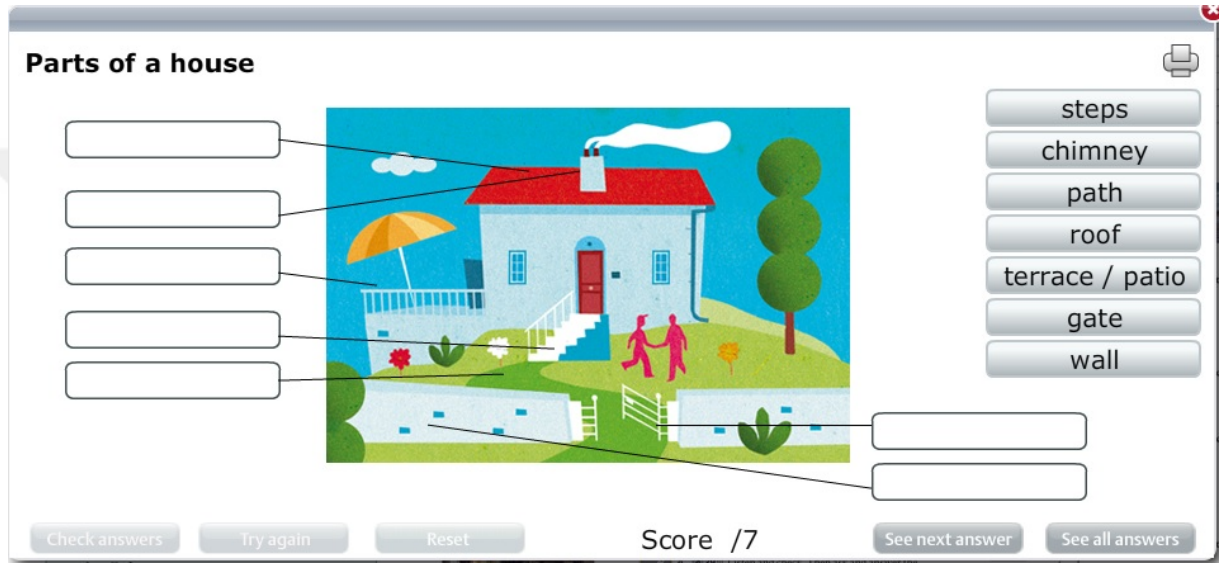 Parts of a house
steps
chimney
path
roof
terrace / patio
gate
wall
Check answers
Try again
Reset
Score /7
See next answer
See all answers